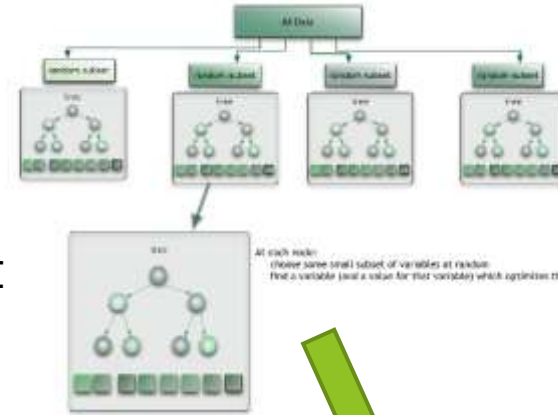 All Data
random subset
random subset
random subset
random subset
tree
tree
tree
tree
tree
At each node:
choose some small subset of variables at random
find a variable (and a value for that variable) which optimizes th